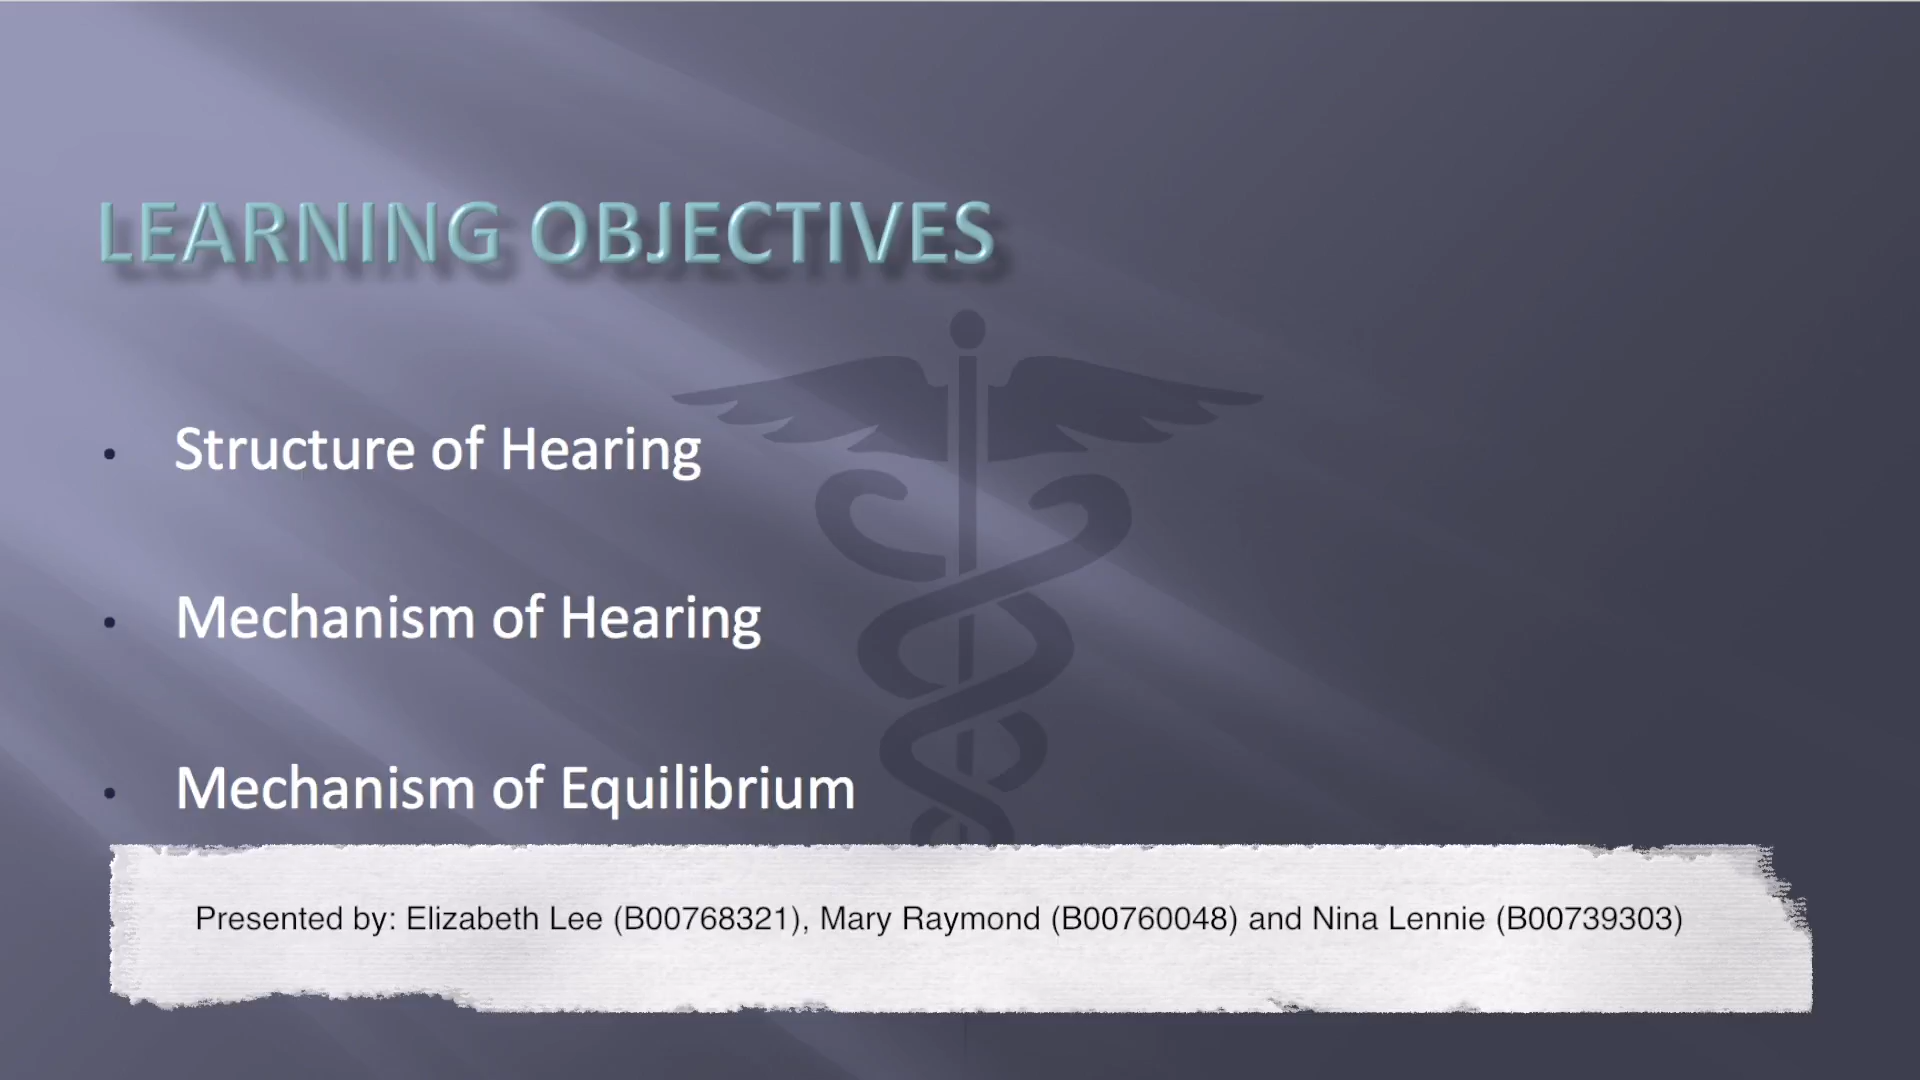 LEARNING OBJECTIVES
• Structure of Hearing
• Mechanism of Hearing
• Mechanism of Equilibrium
Presented by: Elizabeth Lee (B00768321), Mary Raymond (B00760048) and Nina Lennie (B00739303)